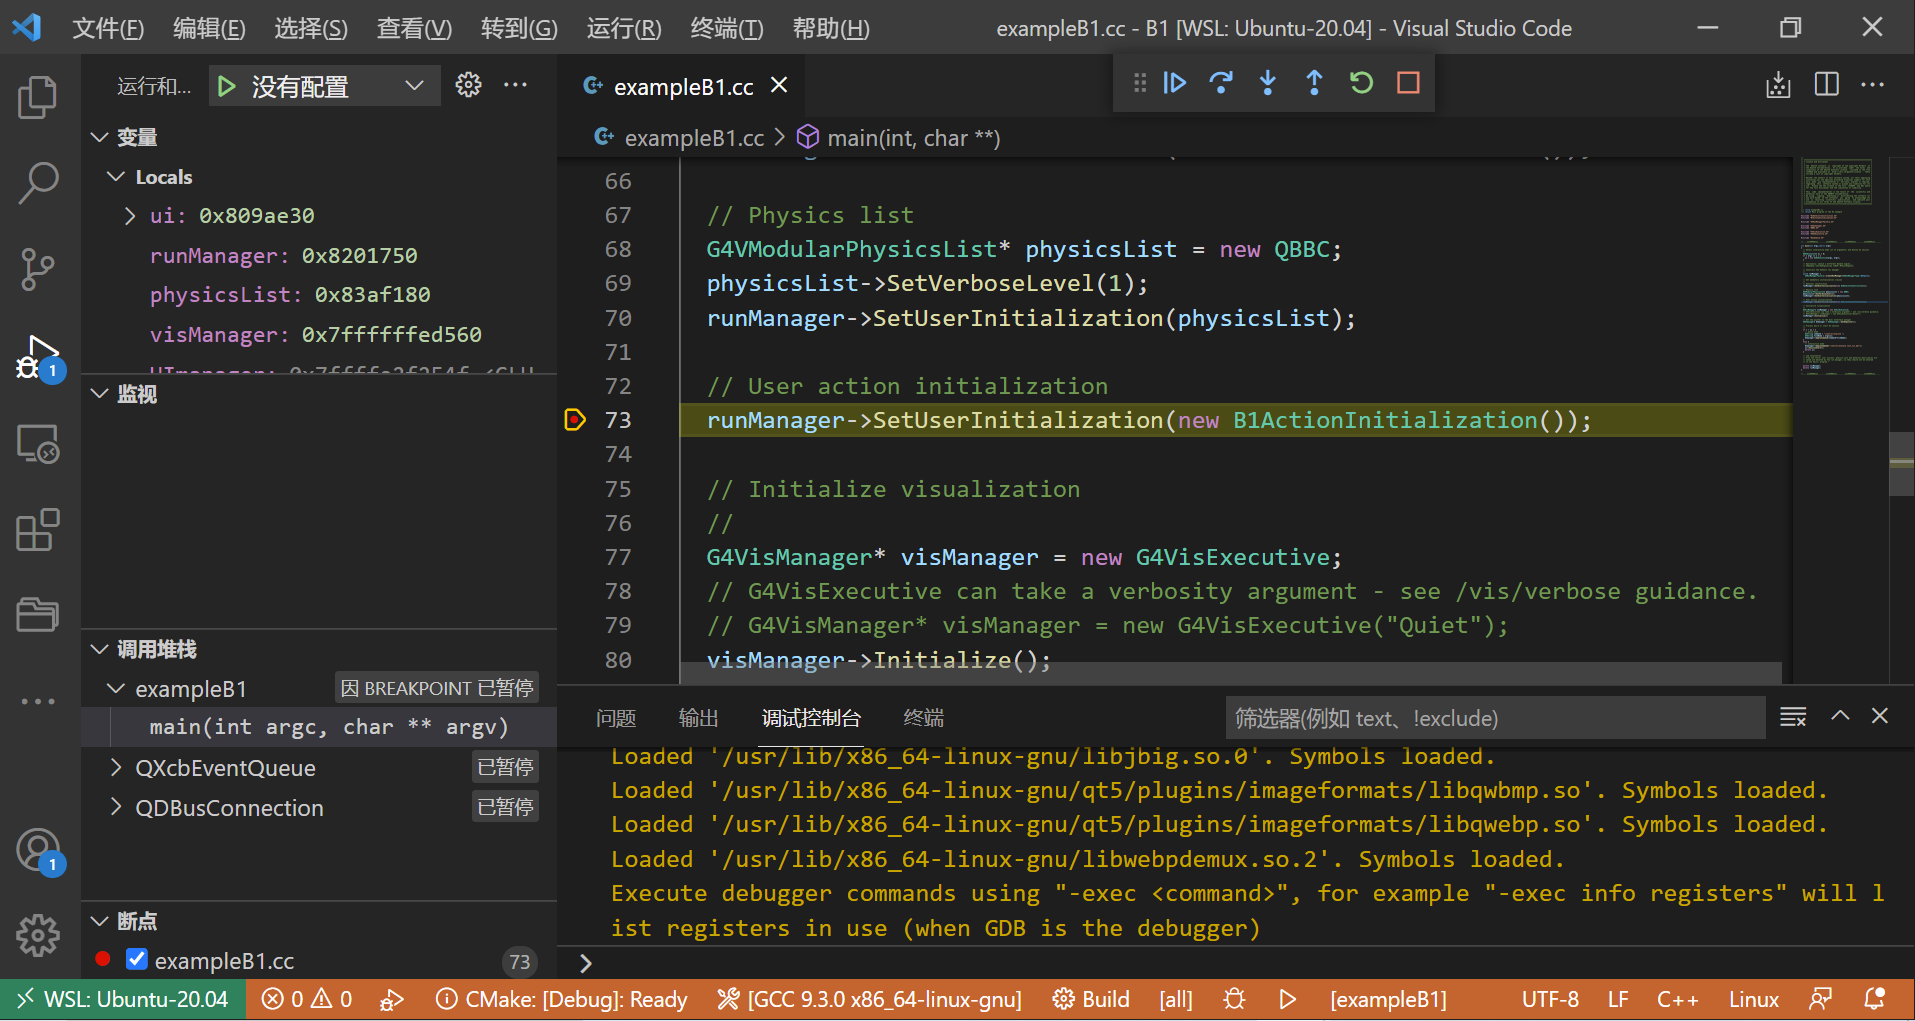 文件(F) 编辑(E) 选择(S) 查看(V) 转到(G) 运行(R) 终端(T) 帮助(H) exampleB1.cc - B1 [WSL: Ubuntu-20.04] - Visual Studio Code
运行和... 没有配置
变量
Locals
ui: 0x809ae30
runManager: 0x8201750
physicsList: 0x83af180
visManager: 0x7ffffffed560
监视
调用堆栈
exampleB1 因 BREAKPOINT 已暂停
main(int argc, char ** argv)
QXcbEventQueue 已暂停
QDBusConnection 已暂停
断点
exampleB1.cc 73
1
1
exampleB1.cc
exampleB1.cc > main(int, char **)
66
67 // Physics list
68 G4VModularPhysicsList* physicsList = new QBBC;
69 physicsList->SetVerboseLevel(1);
70 runManager->SetUserInitialization(physicsList);
71
72 // User action initialization
73 runManager->SetUserInitialization(new B1ActionInitialization());
74
75 // Initialize visualization
76 //
77 G4VisManager* visManager = new G4VisExecutive;
78 // G4VisExecutive can take a verbosity argument - see /vis/verbose guidance.
79 // G4VisManager* visManager = new G4VisExecutive("Quiet");
80 visManager->Initialize();
问题 输出 调试控制台 终端 筛选器(例如 text、!exclude)
Loaded '/usr/lib/x86_64-linux-gnu/libjbig.so.0'. Symbols loaded.
Loaded '/usr/lib/x86_64-linux-gnu/qt5/plugins/imageformats/libqwbmp.so'. Symbols loaded.
Loaded '/usr/lib/x86_64-linux-gnu/qt5/plugins/imageformats/libqwebp.so'. Symbols loaded.
Loaded '/usr/lib/x86_64-linux-gnu/libwebpdemux.so.2'. Symbols loaded.
Execute debugger commands using "-exec <command>", for example "-exec info registers" will l
ist registers in use (when GDB is the debugger)
>
WSL: Ubuntu-20.04 0 0 CMake: [Debug]: Ready [GCC 9.3.0 x86_64-linux-gnu] Build [all] [exampleB1] UTF-8 LF C++ Linux